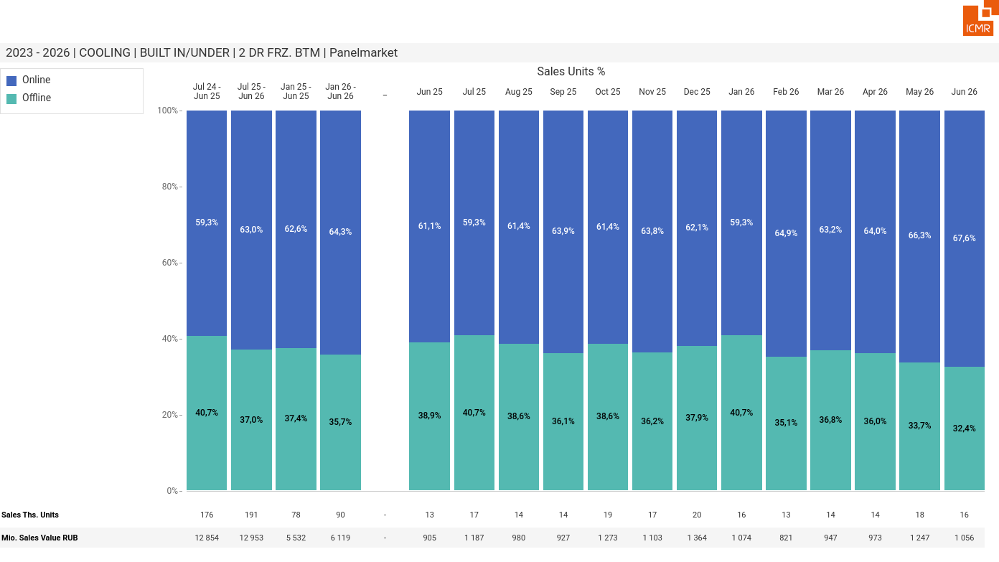 ICMR
2023 - 2026 | COOLING | BUILT IN/UNDER | 2 DR FRZ. BTM | Panelmarket
Online
Offline
Sales Units %
Jul 24 - Jul 25 - Jan 25 - Jan 26 -
Jun 25 Jun 26 Jun 25 Jun 26 – Jun 25 Jul 25 Aug 25 Sep 25 Oct 25 Nov 25 Dec 25 Jan 26 Feb 26 Mar 26 Apr 26 May 26 Jun 26
100%
80%
60%
40%
20%
0%
59,3% 63,0% 62,6% 64,3% 61,1% 59,3% 61,4% 63,9% 61,4% 63,8% 62,1% 59,3% 64,9% 63,2% 64,0% 66,3% 67,6%
40,7% 37,0% 37,4% 35,7% 38,9% 40,7% 38,6% 36,1% 38,6% 36,2% 37,9% 40,7% 35,1% 36,8% 36,0% 33,7% 32,4%
Sales Ths. Units 176 191 78 90 - 13 17 14 14 19 17 20 16 13 14 14 18 16
Mio. Sales Value RUB 12 854 12 953 5 532 6 119 - 905 1 187 980 927 1 273 1 103 1 364 1 074 821 947 973 1 247 1 056